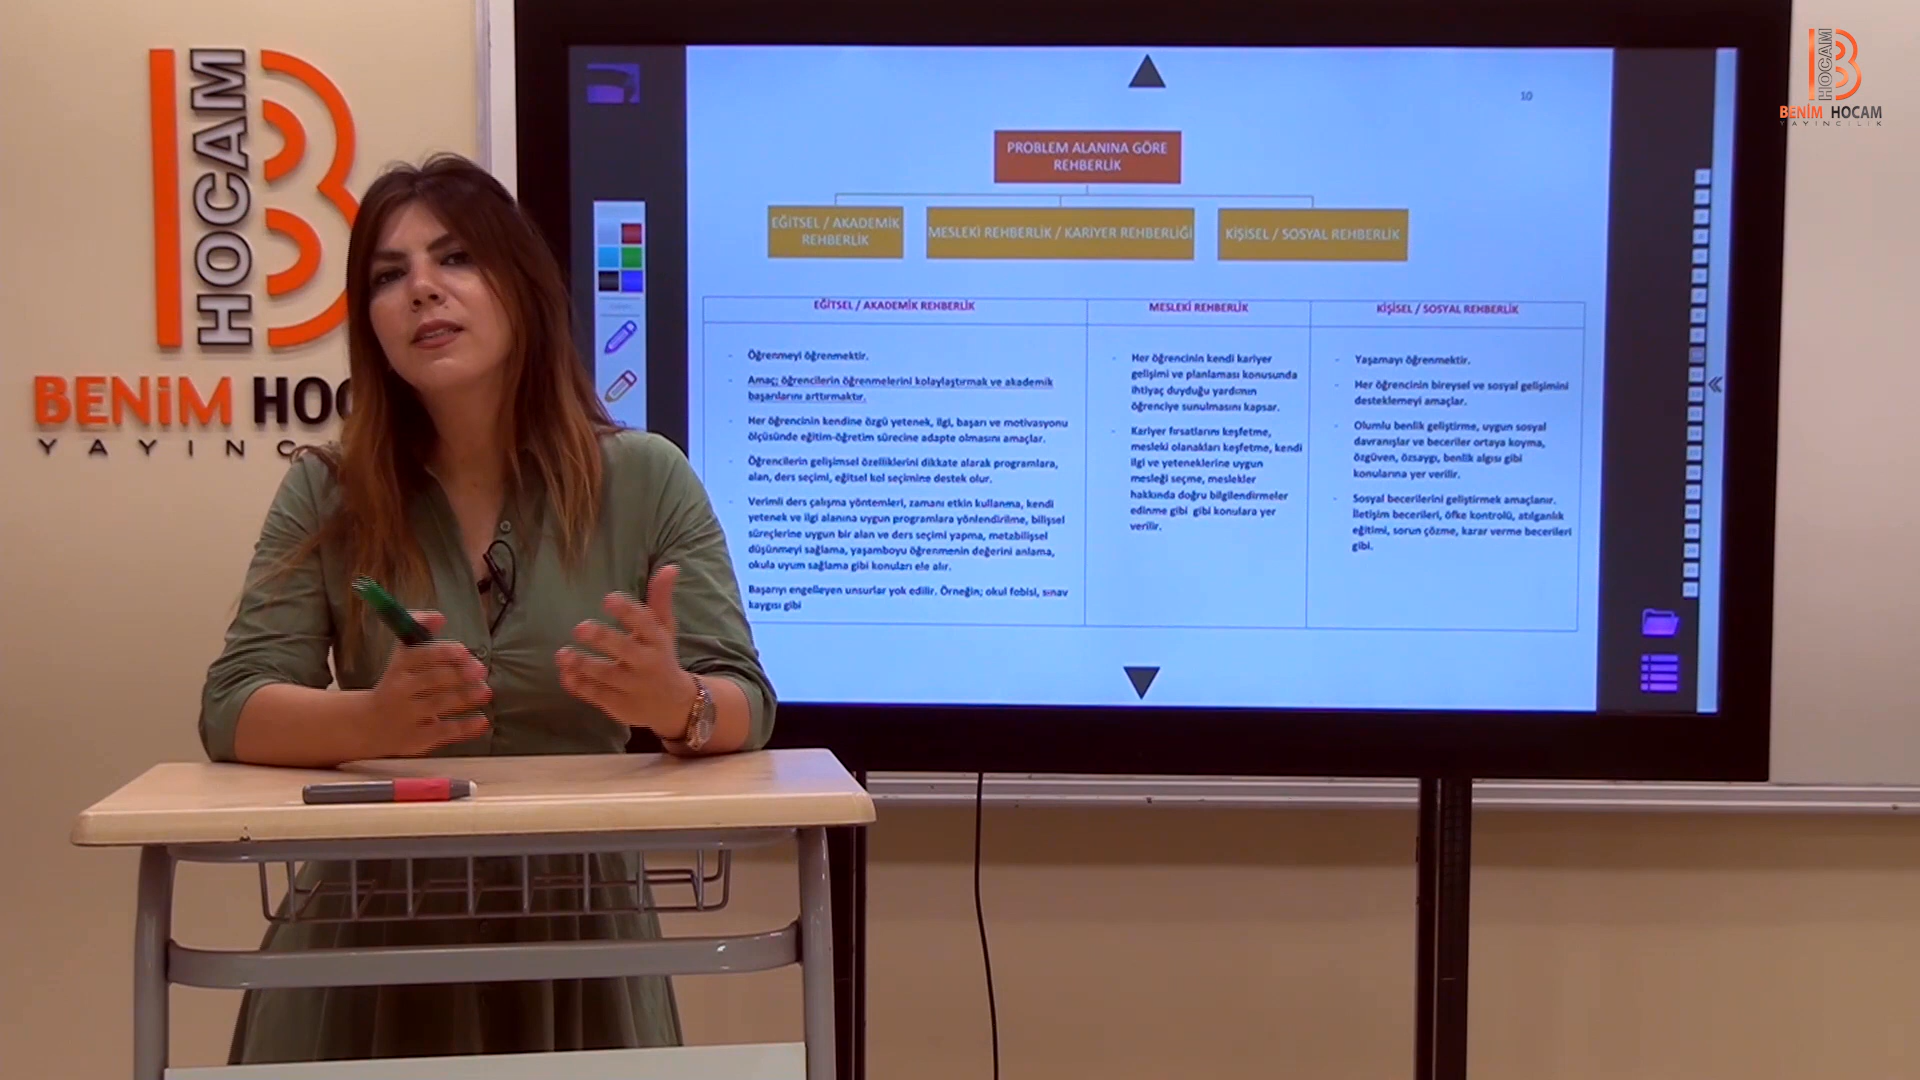 HOCAM
B
BENİM HOC
YAYINC
HOCAM
BENİM HOCAM
YAYINCILIK
10
PROBLEM ALANINA GÖRE
REHBERLİK
EĞİTSEL / AKADEMİK
REHBERLİK
MESLEKİ REHBERLİK / KARİYER REHBERLİĞİ
KİŞİSEL / SOSYAL REHBERLİK
EĞİTSEL / AKADEMİK REHBERLİK
- Öğrenmeyi öğrenmektir.
- Amaç; öğrencilerin öğrenmelerini kolaylaştırmak ve akademik
başarılarını arttırmaktır.
- Her öğrencinin kendine özgü yetenek, ilgi, başarı ve motivasyonu
ölçüsünde eğitim-öğretim sürecine adapte olmasını amaçlar.
- Öğrencilerin gelişimsel özelliklerini dikkate alarak programlara,
alan, ders seçimi, eğitsel kol seçimine destek olur.
- Verimli ders çalışma yöntemleri, zamanı etkin kullanma, kendi
yetenek ve ilgi alanına uygun programlara yönlendirilme, bilişsel
süreçlerine uygun bir alan ve ders seçimi yapma, metabilişsel
düşünmeyi sağlama, yaşamboyu öğrenmenin değerini anlama,
okula uyum sağlama gibi konuları ele alır.
Başarıyı engelleyen unsurlar yok edilir. Örneğin; okul fobisi, sınav
kaygısı gibi
MESLEKİ REHBERLİK
- Her öğrencinin kendi kariyer
gelişimi ve planlaması konusunda
ihtiyaç duyduğu yardımın
öğrenciye sunulmasını kapsar.
- Kariyer fırsatlarını keşfetme,
mesleki olanakları keşfetme, kendi
ilgi ve yeteneklerine uygun
mesleği seçme, meslekler
hakkında doğru bilgilendirmeler
edinme gibi gibi konulara yer
verilir.
KİŞİSEL / SOSYAL REHBERLİK
- Yaşamayı öğrenmektir.
- Her öğrencinin bireysel ve sosyal gelişimini
desteklemeyi amaçlar.
- Olumlu benlik geliştirme, uygun sosyal
davranışlar ve beceriler ortaya koyma,
özgüven, özsaygı, benlik algısı gibi
konularına yer verilir.
- Sosyal becerilerini geliştirmek amaçlanır.
İletişim becerileri, öfke kontrolü, atılganlık
eğitimi, sorun çözme, karar verme becerileri
gibi.